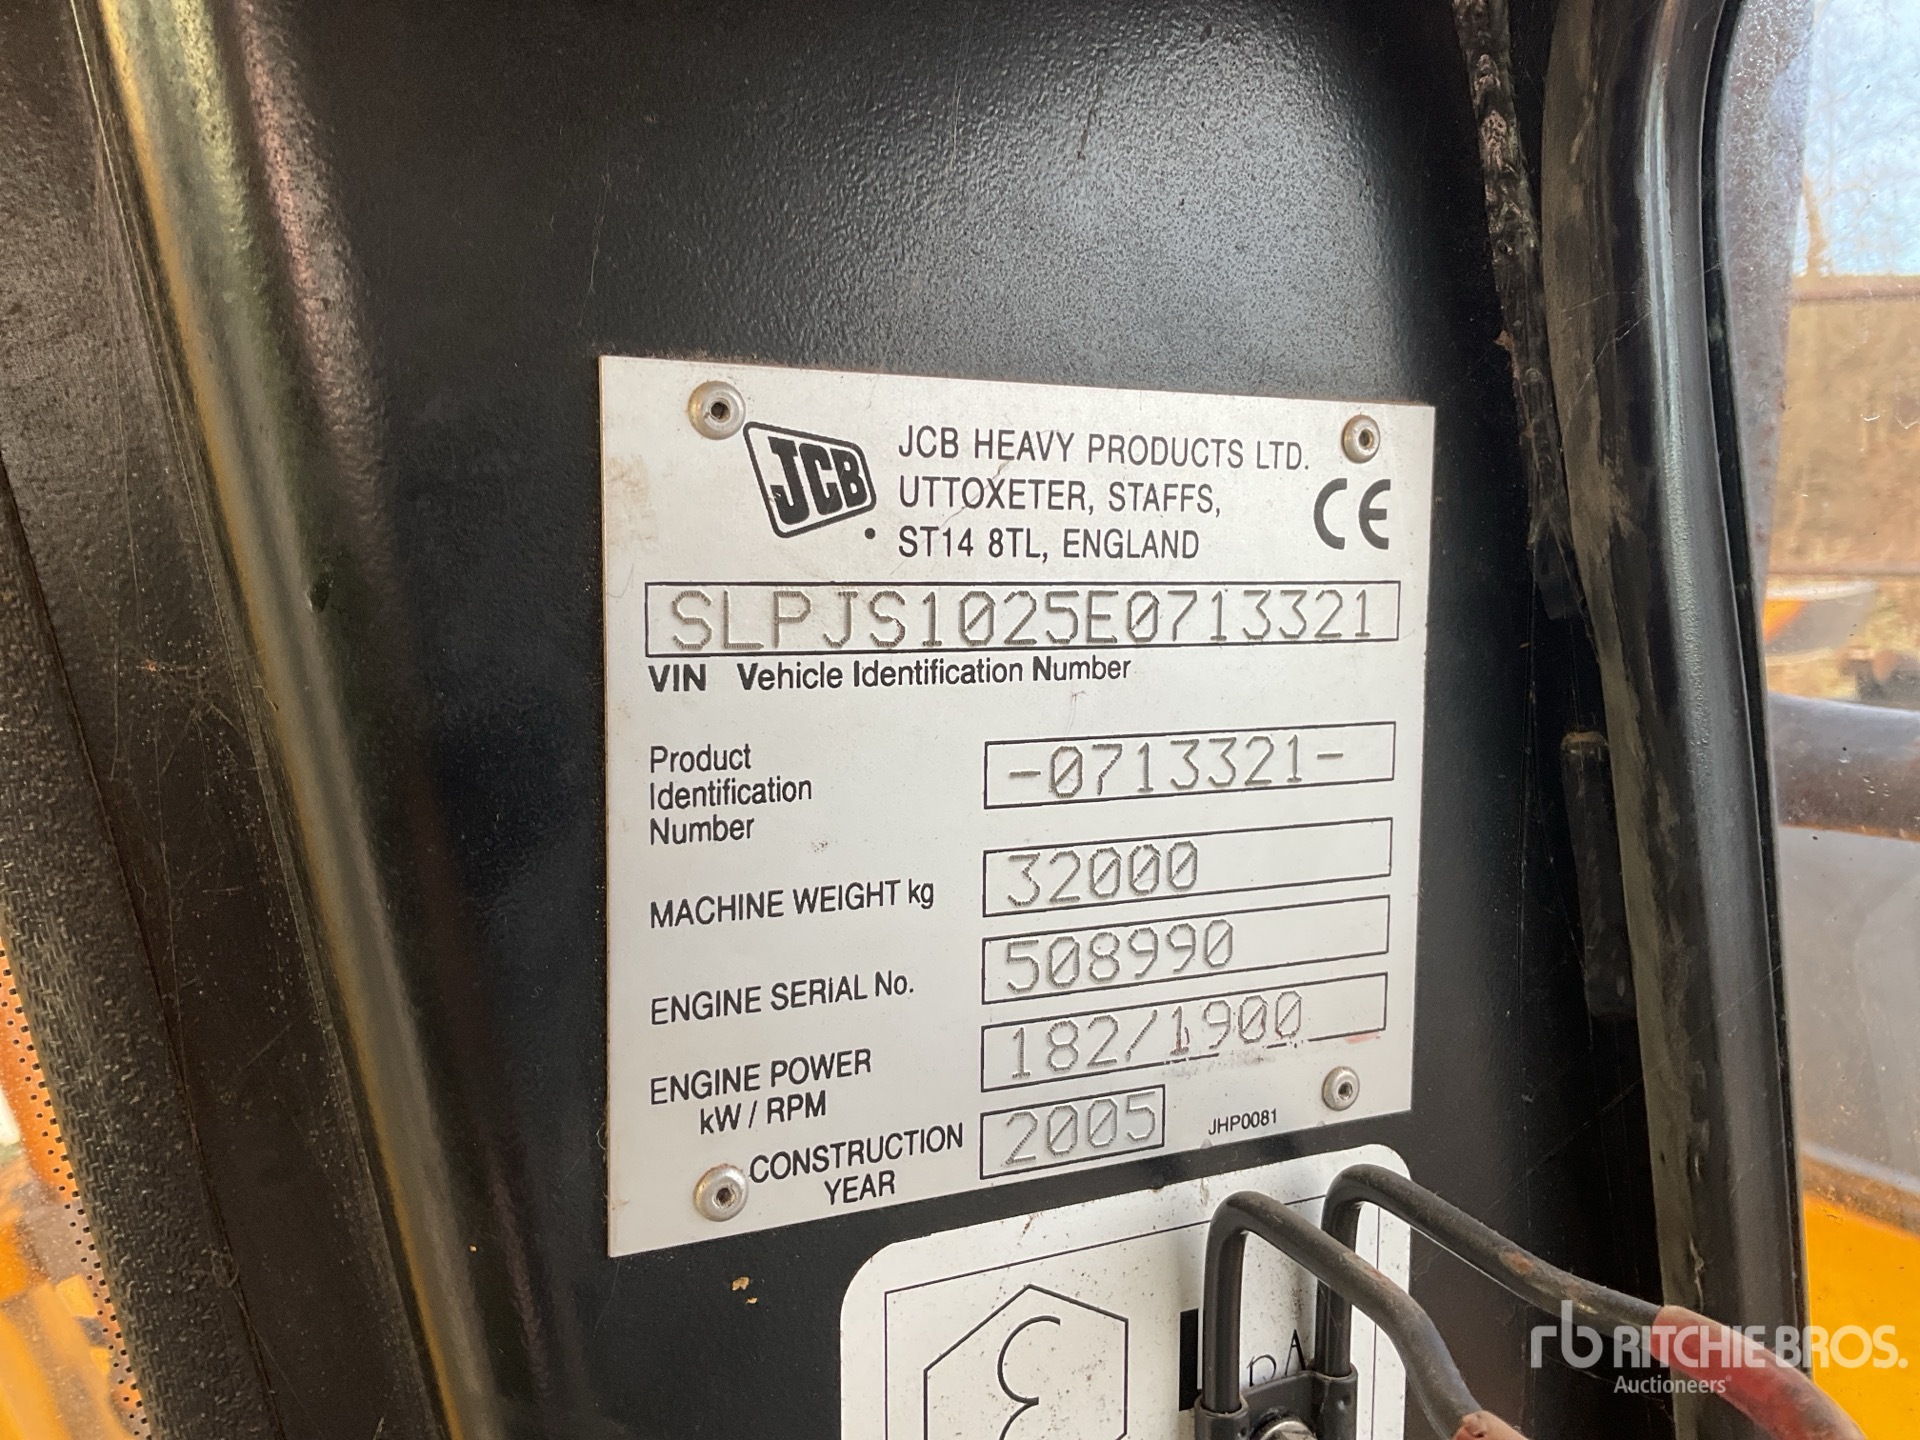 JCB
JCB HEAVY PRODUCTS LTD.
UTTOXETER, STAFFS,
ST14 8TL, ENGLAND
CE
SLPJS1025E0713321
VIN Vehicle Identification Number
Product
Identification
Number
-0713321-
MACHINE WEIGHT kg
32000
ENGINE SERIAL No.
508990
ENGINE POWER
kW / RPM
182/1900
CONSTRUCTION
YEAR
2005
JHP0081
rb RITCHIE BROS.
Auctioneers